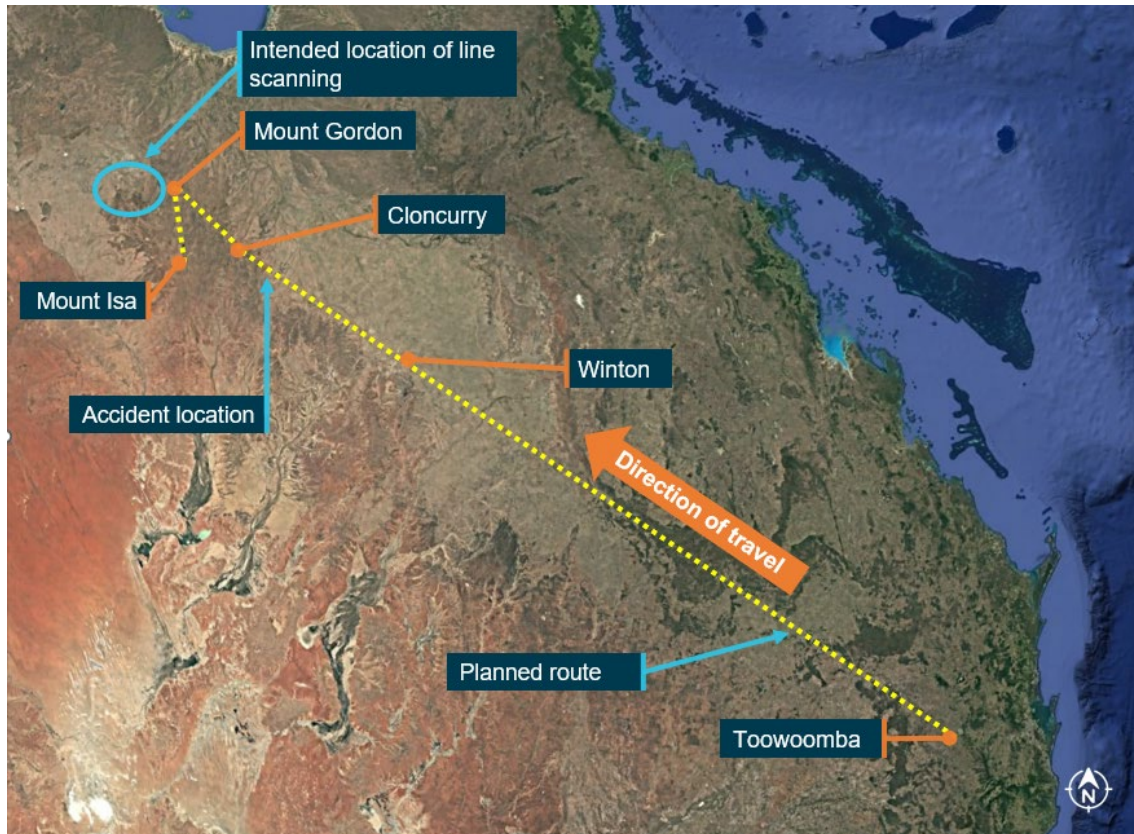 Intended location of line
scanning
Mount Gordon
Cloncurry
Mount Isa
Winton
Accident location
Direction of travel
Planned route
Toowoomba
N